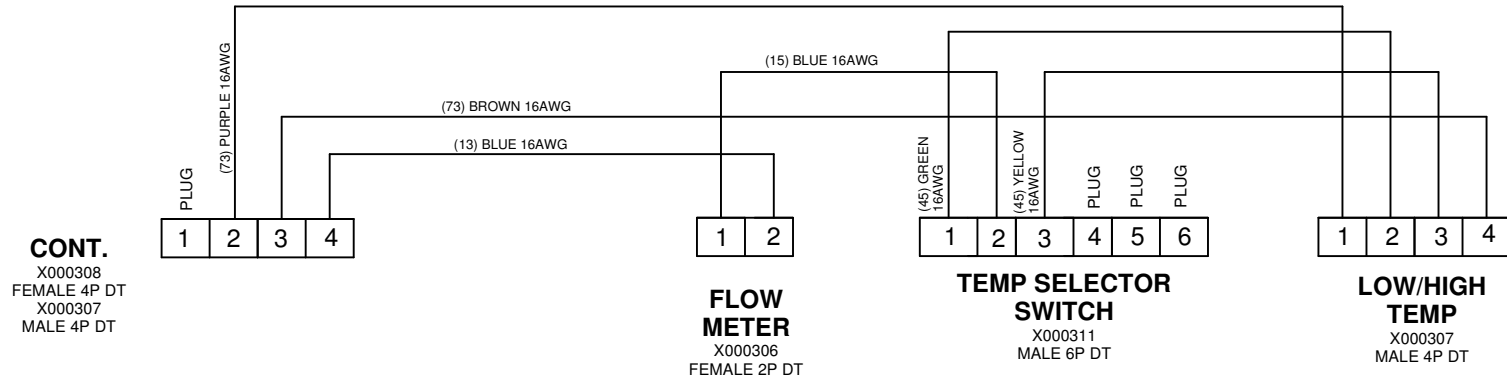 (15) BLUE 16AWG
(73) BROWN 16AWG
(13) BLUE 16AWG
PLUG
(73) PURPLE 16AWG
(45) GREEN
16AWG
(45) YELLOW
16AWG
PLUG
PLUG
PLUG
1 2 3 4
1 2
1 2 3 4 5 6
1 2 3 4
CONT.
X000308
FEMALE 4P DT
X000307
MALE 4P DT
FLOW
METER
X000306
FEMALE 2P DT
TEMP SELECTOR
SWITCH
X000311
MALE 6P DT
LOW/HIGH
TEMP
X000307
MALE 4P DT